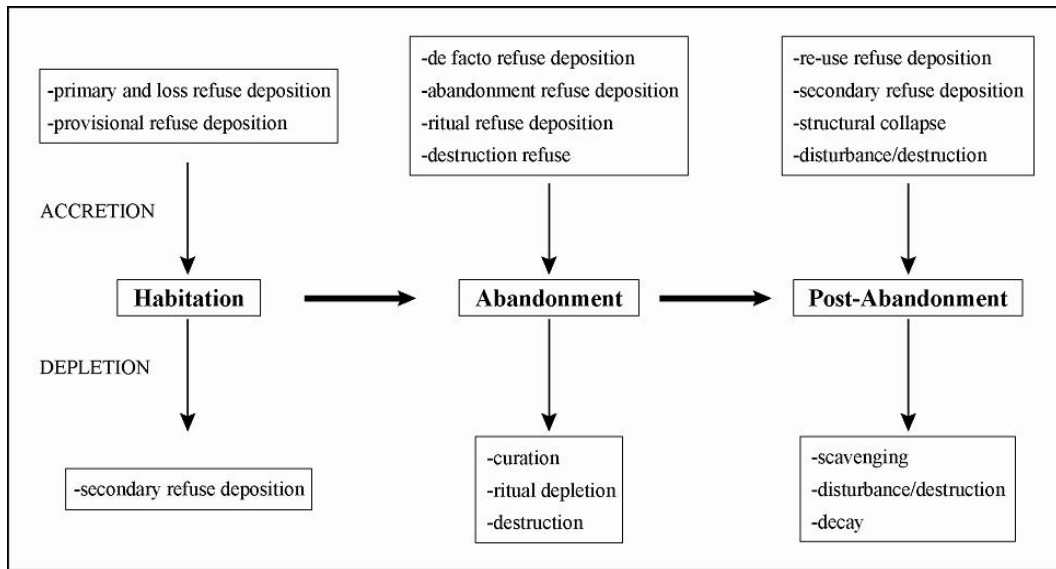 -primary and loss refuse deposition
-provisional refuse deposition
-de facto refuse deposition
-abandonment refuse deposition
-ritual refuse deposition
-destruction refuse
-re-use refuse deposition
-secondary refuse deposition
-structural collapse
-disturbance/destruction
ACCRETION
Habitation
Abandonment
Post-Abandonment
DEPLETION
-secondary refuse deposition
-curation
-ritual depletion
-destruction
-scavenging
-disturbance/destruction
-decay